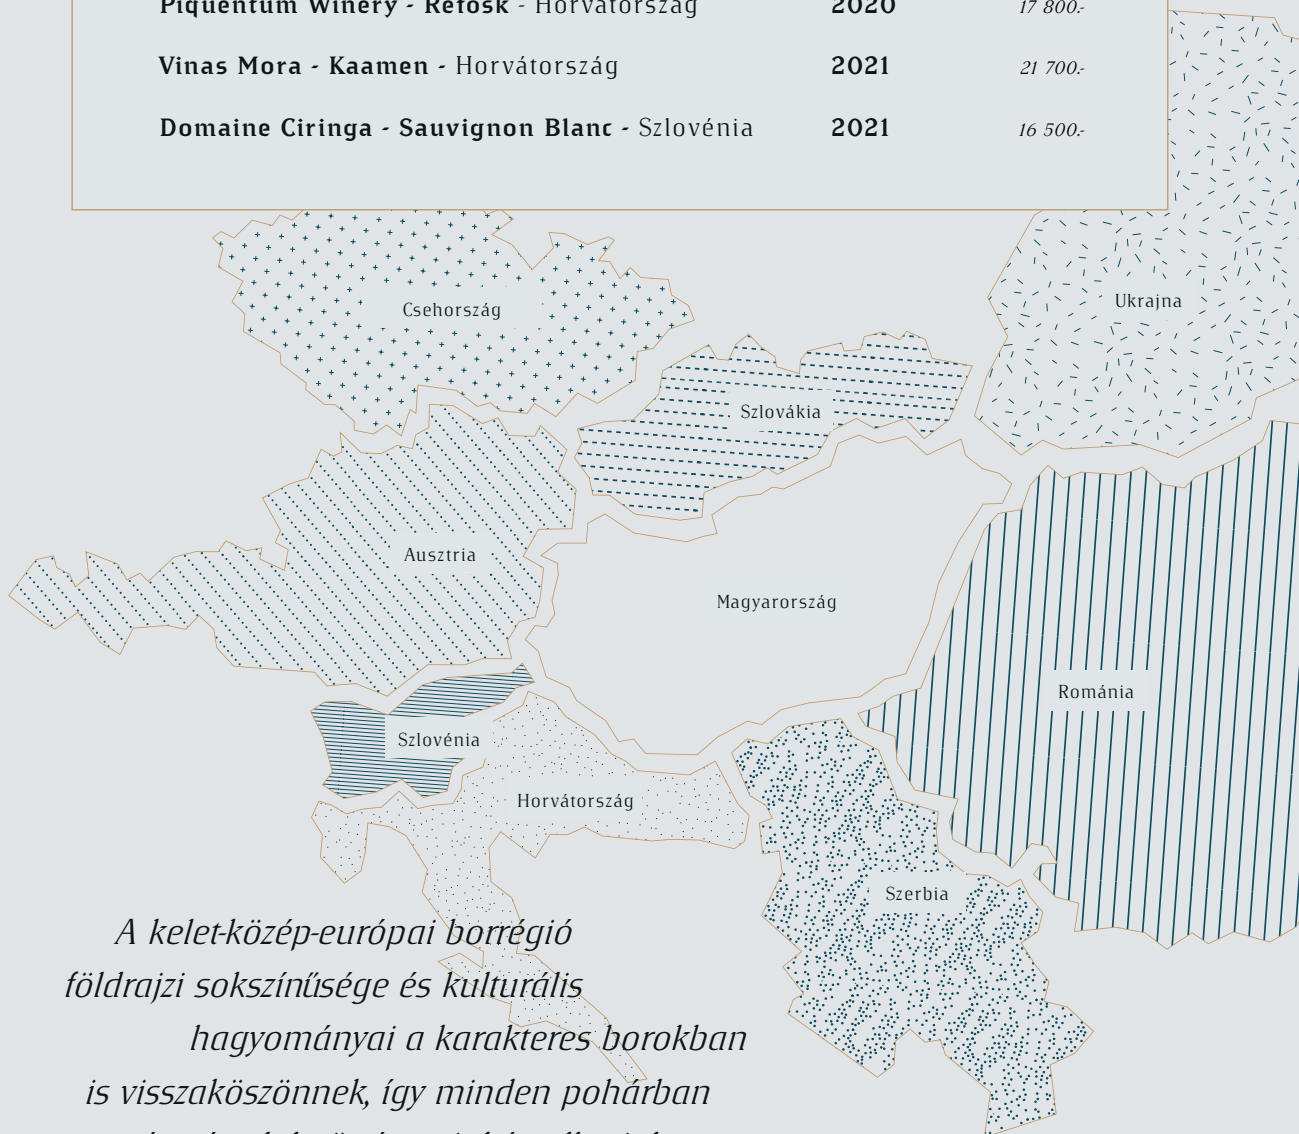 Piquentum Winery - Refosk - Horvátország 2020 17 800.-
Vinas Mora - Kaamen - Horvátország 2021 21 700.-
Domaine Ciringa - Sauvignon Blanc - Szlovénia 2021 16 500.-
Ukrajna
Csehország
Szlovákia
Ausztria
Magyarország
Románia
Szlovénia
Horvátország
Szerbia
A kelet-közép-európai borrégió
földrajzi sokszínűsége és kulturális
hagyományai a karakteres borokban
is visszaköszönnek, így minden pohárban